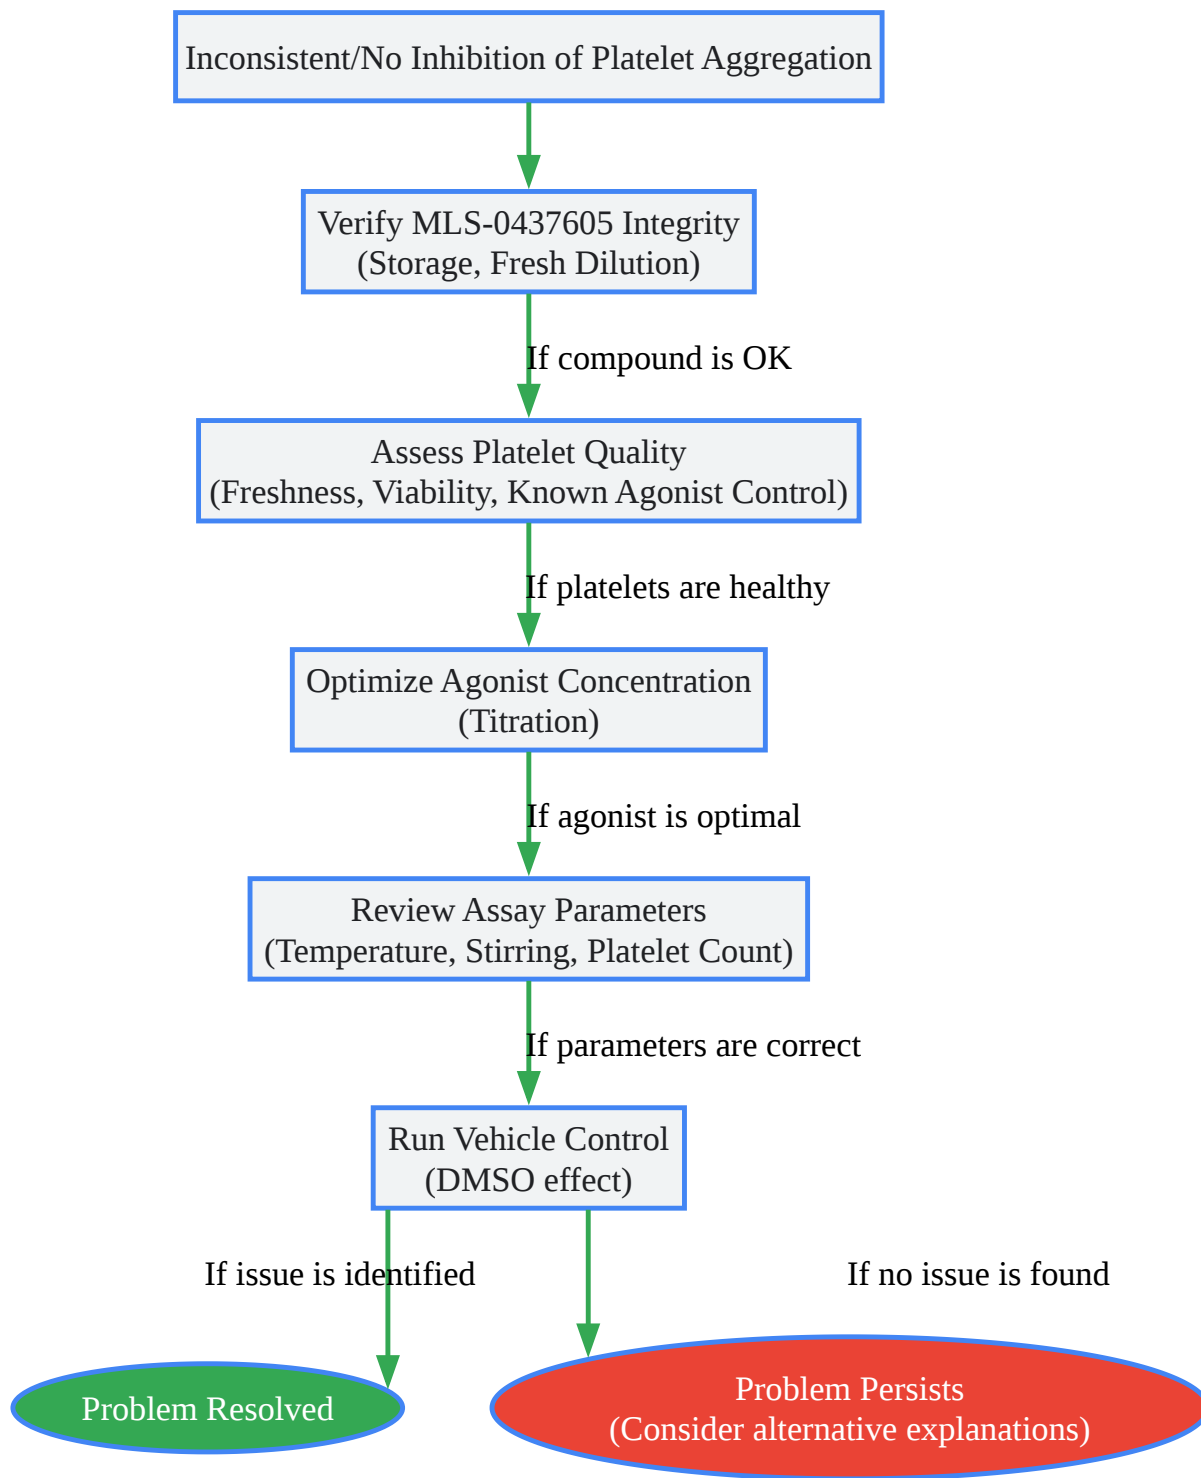 Inconsistent/No Inhibition of Platelet Aggregation
Verify MLS-0437605 Integrity
(Storage, Fresh Dilution)
If compound is OK
Assess Platelet Quality
(Freshness, Viability, Known Agonist Control)
If platelets are healthy
Optimize Agonist Concentration
(Titration)
If agonist is optimal
Review Assay Parameters
(Temperature, Stirring, Platelet Count)
If parameters are correct
Run Vehicle Control
(DMSO effect)
If issue is identified
If no issue is found
Problem Resolved
Problem Persists
(Consider alternative explanations)